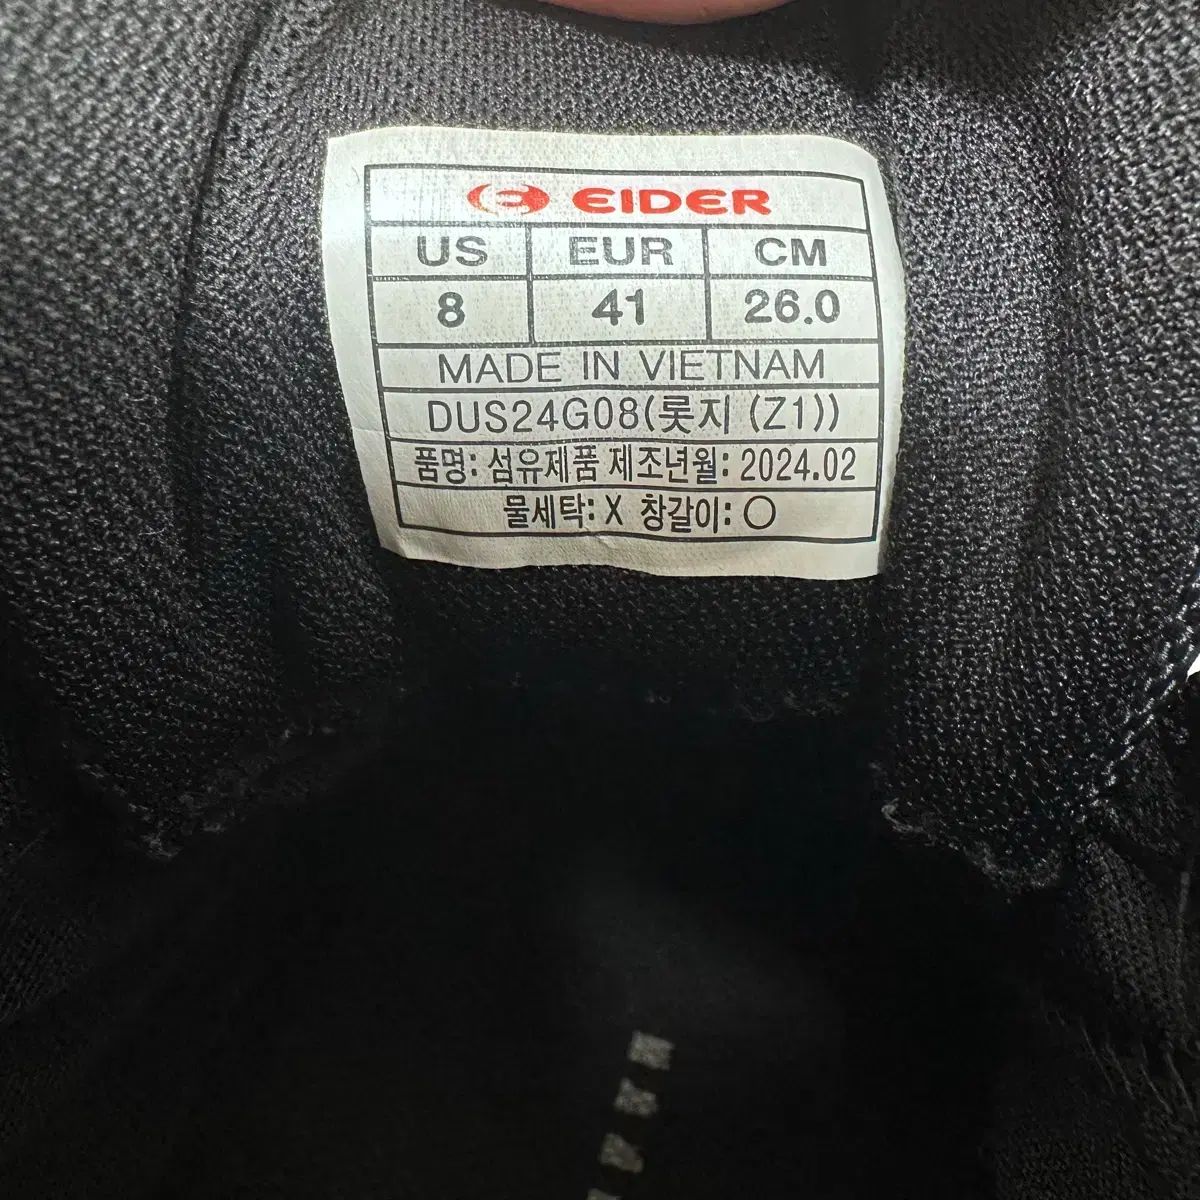 EIDER
US EUR CM
8 41 26.0
MADE IN VIETNAM
DUS24G08(롯지 (Z1))
품명: 섬유제품 제조년월: 2024.02
물세탁: X 창갈이: ○